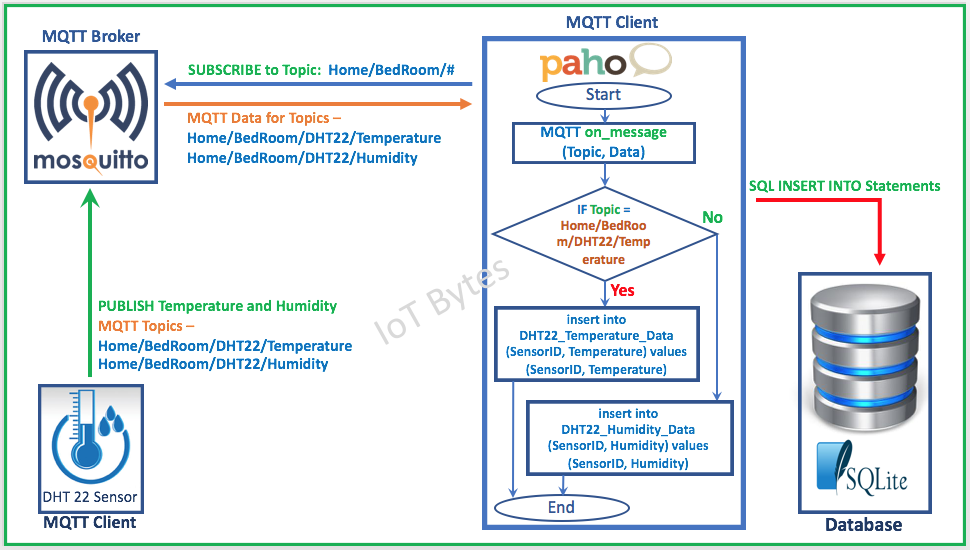 MQTT Broker
mosquitto
SUBSCRIBE to Topic: Home/BedRoom/#
MQTT Data for Topics –
Home/BedRoom/DHT22/Temperature
Home/BedRoom/DHT22/Humidity
PUBLISH Temperature and Humidity
MQTT Topics –
Home/BedRoom/DHT22/Temperature
Home/BedRoom/DHT22/Humidity
DHT 22 Sensor
MQTT Client
IoT Bytes
MQTT Client
paho
Start
MQTT on_message
(Topic, Data)
IF Topic =
Home/BedRoo
m/DHT22/Temp
erature
No
Yes
insert into
DHT22_Temperature_Data
(SensorID, Temperature) values
(SensorID, Temperature)
insert into
DHT22_Humidity_Data
(SensorID, Humidity) values
(SensorID, Humidity)
End
SQL INSERT INTO Statements
SQLite
Database